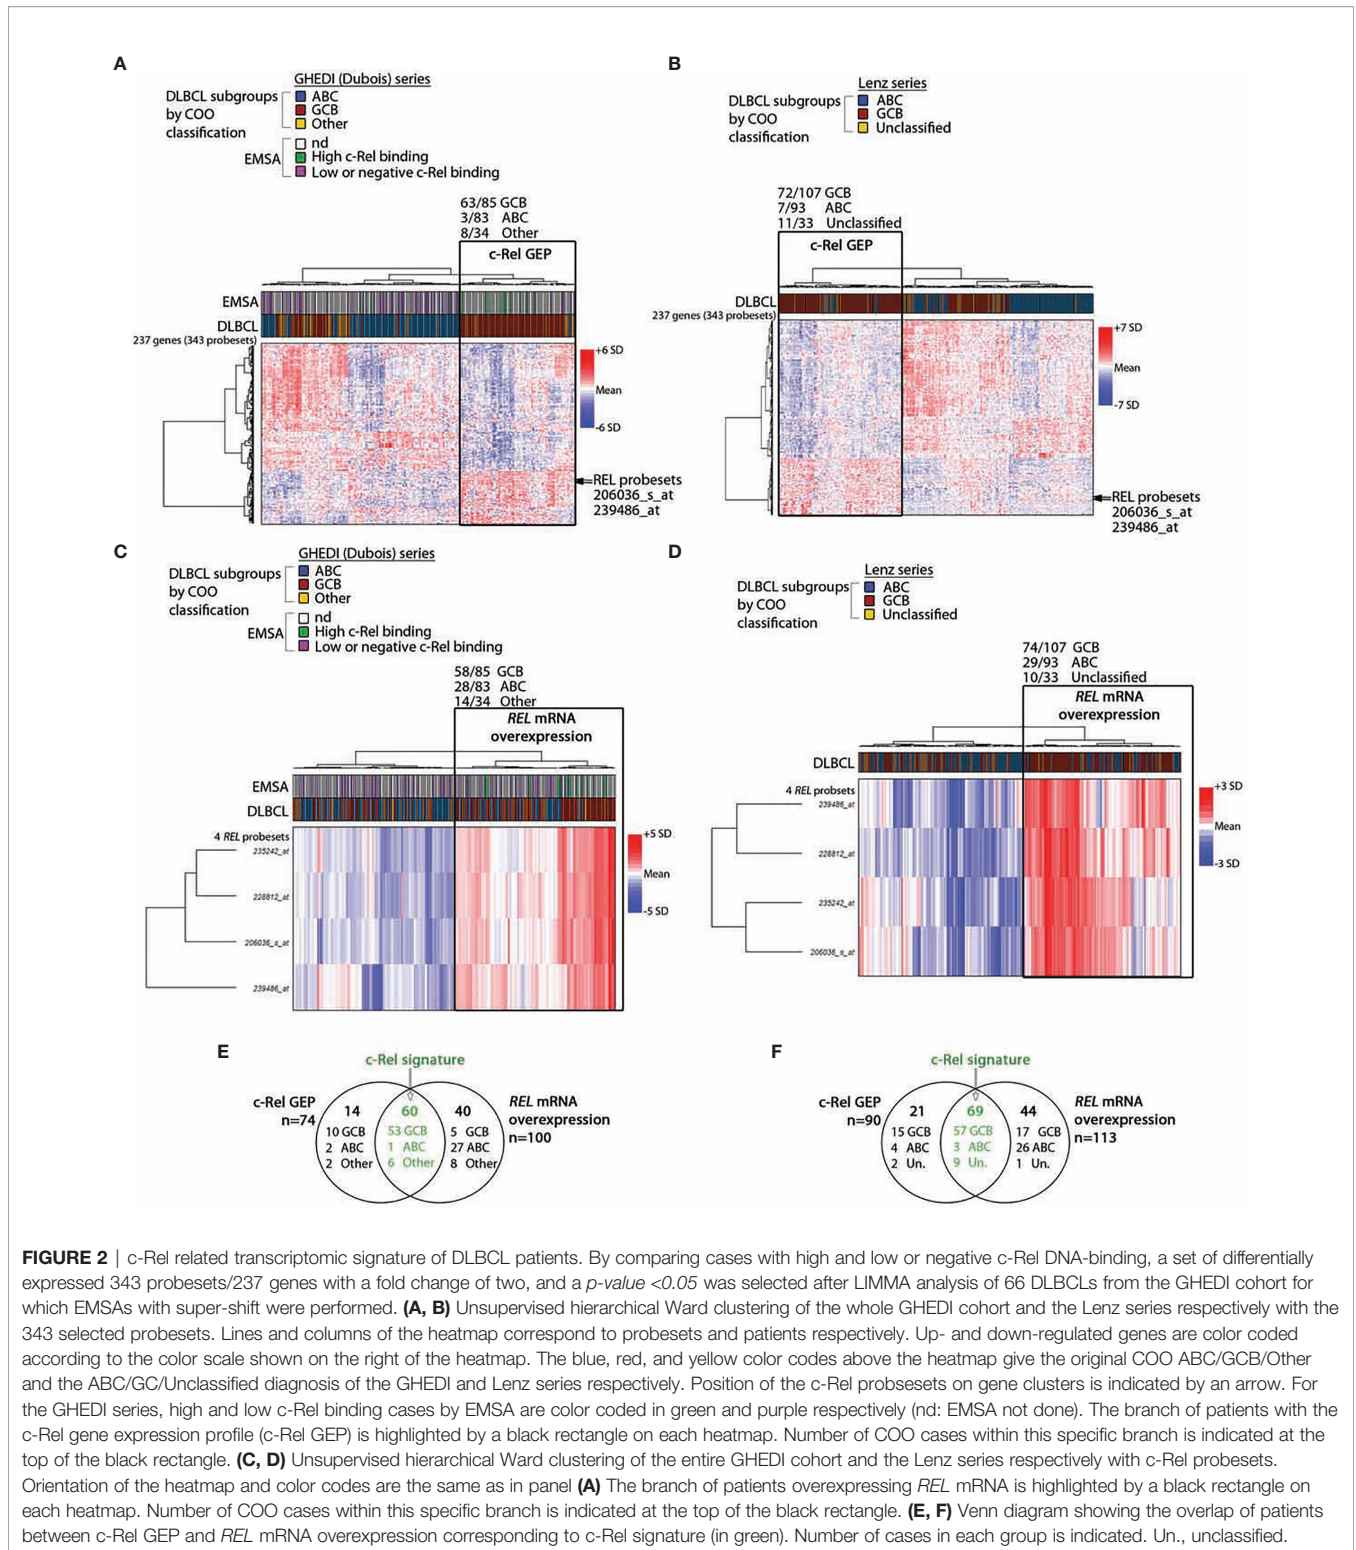 A
GHEDI (Dubois) series
DLBCL subgroups
by COO
classification
ABC
GCB
Other
EMSA
nd
High c-Rel binding
Low or negative c-Rel binding
63/85 GCB
3/83 ABC
8/34 Other
c-Rel GEP
EMSA
DLBCL
237 genes (343 probesets)
+6 SD
Mean
-6 SD
REL probesets
206036_s_at
239486_at
B
Lenz series
DLBCL subgroups
by COO
classification
ABC
GCB
Unclassified
72/107 GCB
7/93 ABC
11/33 Unclassified
c-Rel GEP
DLBCL
237 genes (343 probesets)
+7 SD
Mean
-7 SD
REL probesets
206036_s_at
239486_at
C
GHEDI (Dubois) series
DLBCL subgroups
by COO
classification
ABC
GCB
Other
EMSA
nd
High c-Rel binding
Low or negative c-Rel binding
58/85 GCB
28/83 ABC
14/34 Other
REL mRNA
overexpression
EMSA
DLBCL
4 REL probesets
235242_at
228812_at
206036_s_at
239486_at
+5 SD
Mean
-5 SD
D
Lenz series
DLBCL subgroups
by COO
classification
ABC
GCB
Unclassified
74/107 GCB
29/93 ABC
10/33 Unclassified
REL mRNA
overexpression
DLBCL
4 REL probsets
239486_at
228812_at
235242_at
206036_s_at
+3 SD
Mean
-3 SD
E
c-Rel signature
c-Rel GEP
n=74
14
10 GCB
2 ABC
2 Other
60
53 GCB
1 ABC
6 Other
40
5 GCB
27 ABC
8 Other
REL mRNA
overexpression
n=100
F
c-Rel signature
c-Rel GEP
n=90
21
15 GCB
4 ABC
2 Un.
69
57 GCB
3 ABC
9 Un.
44
17 GCB
26 ABC
1 Un.
REL mRNA
overexpression
n=113
FIGURE 2 | c-Rel related transcriptomic signature of DLBCL patients. By comparing cases with high and low or negative c-Rel DNA-binding, a set of differentially
expressed 343 probesets/237 genes with a fold change of two, and a p-value <0.05 was selected after LIMMA analysis of 66 DLBCLs from the GHEDI cohort for
which EMSAs with super-shift were performed. (A, B) Unsupervised hierarchical Ward clustering of the whole GHEDI cohort and the Lenz series respectively with the
343 selected probesets. Lines and columns of the heatmap correspond to probesets and patients respectively. Up- and down-regulated genes are color coded
according to the color scale shown on the right of the heatmap. The blue, red, and yellow color codes above the heatmap give the original COO ABC/GCB/Other
and the ABC/GC/Unclassified diagnosis of the GHEDI and Lenz series respectively. Position of the c-Rel probsesets on gene clusters is indicated by an arrow. For
the GHEDI series, high and low c-Rel binding cases by EMSA are color coded in green and purple respectively (nd: EMSA not done). The branch of patients with the
c-Rel gene expression profile (c-Rel GEP) is highlighted by a black rectangle on each heatmap. Number of COO cases within this specific branch is indicated at the
top of the black rectangle. (C, D) Unsupervised hierarchical Ward clustering of the entire GHEDI cohort and the Lenz series respectively with c-Rel probesets.
Orientation of the heatmap and color codes are the same as in panel (A) The branch of patients overexpressing REL mRNA is highlighted by a black rectangle on
each heatmap. Number of COO cases within this specific branch is indicated at the top of the black rectangle. (E, F) Venn diagram showing the overlap of patients
between c-Rel GEP and REL mRNA overexpression corresponding to c-Rel signature (in green). Number of cases in each group is indicated. Un., unclassified.